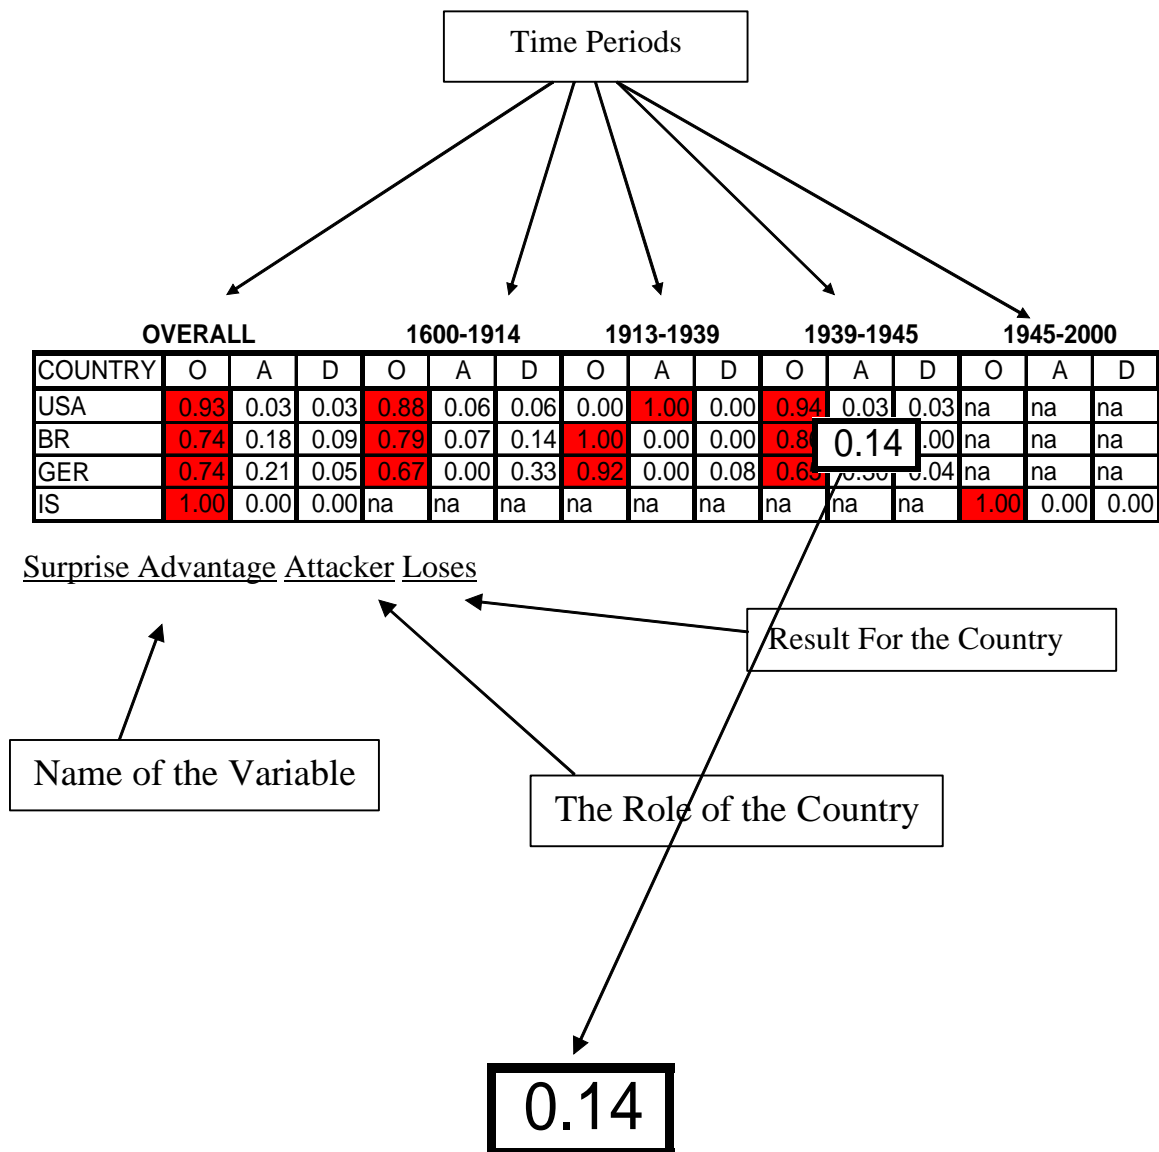 Time Periods
OVERALL 1600-1914 1913-1939 1939-1945 1945-2000
COUNTRY O A D O A D O A D O A D O A D
USA 0.93 0.03 0.03 0.88 0.06 0.06 0.00 1.00 0.00 0.94 0.03 0.03 na na na
BR 0.74 0.18 0.09 0.79 0.07 0.14 1.00 0.00 0.00 0.14 .00 na na na
GER 0.74 0.21 0.05 0.67 0.00 0.33 0.92 0.00 0.08 0.04 na na na
IS 1.00 0.00 0.00 na na na na na na na na na 1.00 0.00 0.00
Surprise Advantage Attacker Loses
Result For the Country
Name of the Variable
The Role of the Country
0.14